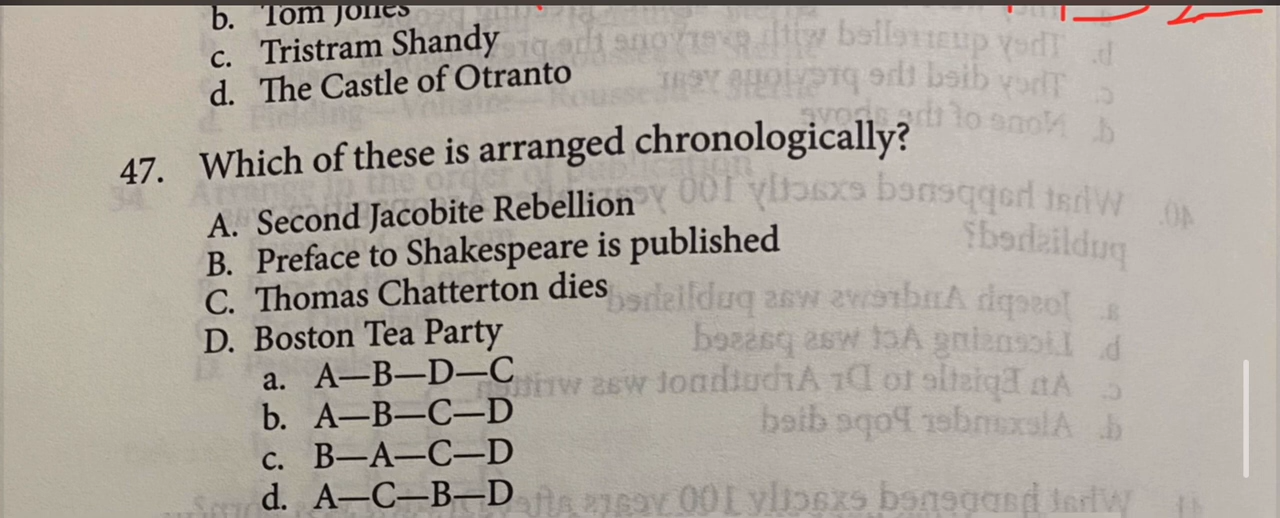 b. Tom Jones
c. Tristram Shandy
d. The Castle of Otranto
47. Which of these is arranged chronologically?
A. Second Jacobite Rebellion
B. Preface to Shakespeare is published
C. Thomas Chatterton dies
D. Boston Tea Party
a. A—B—D—C
b. A—B—C—D
c. B—A—C—D
d. A—C—B—D